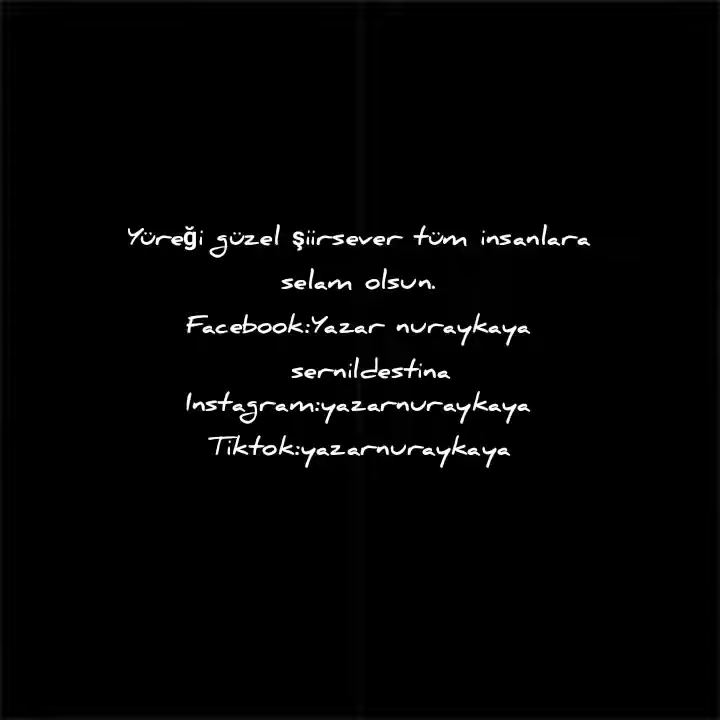 Yüreği güzel şiirsever tüm insanlara
selam olsun.
Facebook:Yazar nuraykaya
sernildestina
Instagram:yazarnuraykaya
Tiktok:yazarnuraykaya